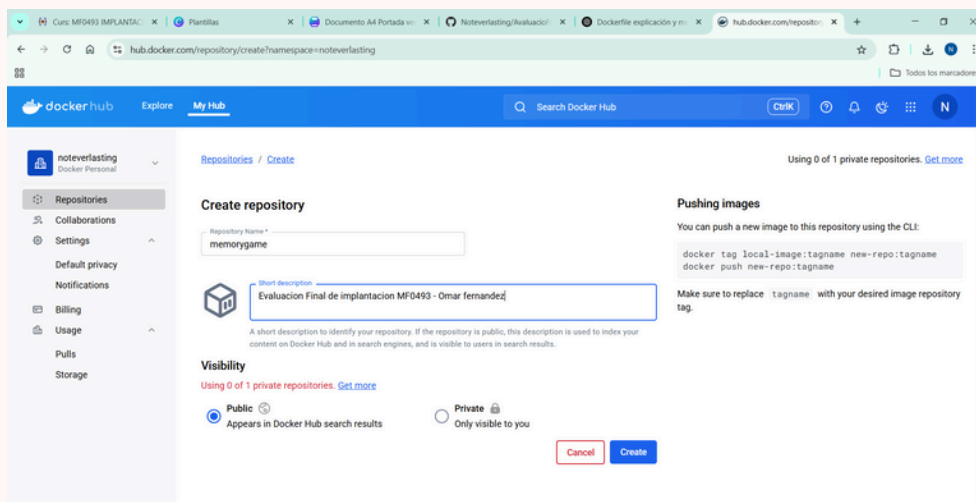 Curs: MF0493 IMPLANTAC
Plantillas
Documento A4 Portada ve
Noteverlasting/Avaluacio
Dockerfile explicación y m
hub.docker.com/repositor
hub.docker.com/repository/create?namespace=noteverlasting
N
Todos los marcadore
dockerhub
Explore
My Hub
Search Docker Hub
CtrlK
N
noteverlasting
Docker Personal
Repositories
Collaborations
Settings
Default privacy
Notifications
Billing
Usage
Pulls
Storage
Repositories / Create
Using 0 of 1 private repositories. Get more
Create repository
Repository Name *
memorygame
Short description
Evaluacion Final de implantacion MF0493 - Omar fernandez
A short description to identify your repository. If the repository is public, this description is used to index your
content on Docker Hub and in search engines, and is visible to users in search results.
Visibility
Using 0 of 1 private repositories. Get more
Public
Appears in Docker Hub search results
Private
Only visible to you
Cancel
Create
Pushing images
You can push a new image to this repository using the CLI:
docker tag local-image:tagname new-repo:tagname
docker push new-repo:tagname
Make sure to replace tagname with your desired image repository
tag.